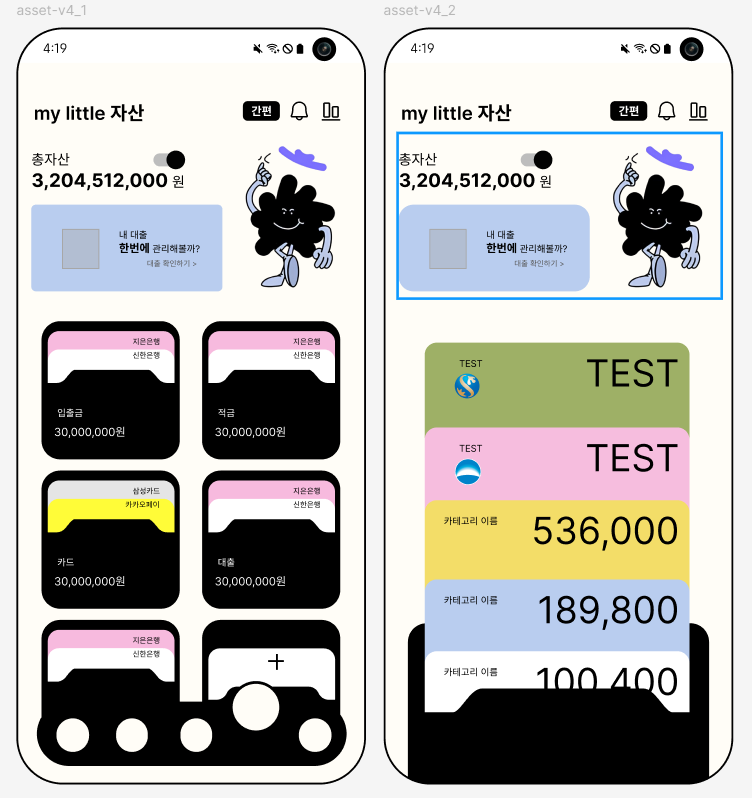 asset-v4_1
4:19
my little 자산
간편
총자산
3,204,512,000 원
내 대출
한번에 관리해볼까?
대출 확인하기 >
지은은행
신한은행
입출금
30,000,000원
지은은행
신한은행
적금
30,000,000원
삼성카드
카카오페이
카드
30,000,000원
지은은행
신한은행
대출
30,000,000원
지은은행
신한은행
asset-v4_2
4:19
my little 자산
간편
총자산
3,204,512,000 원
내 대출
한번에 관리해볼까?
대출 확인하기 >
TEST
TEST
TEST
TEST
카테고리 이름
536,000
카테고리 이름
189,800
카테고리 이름
100,400